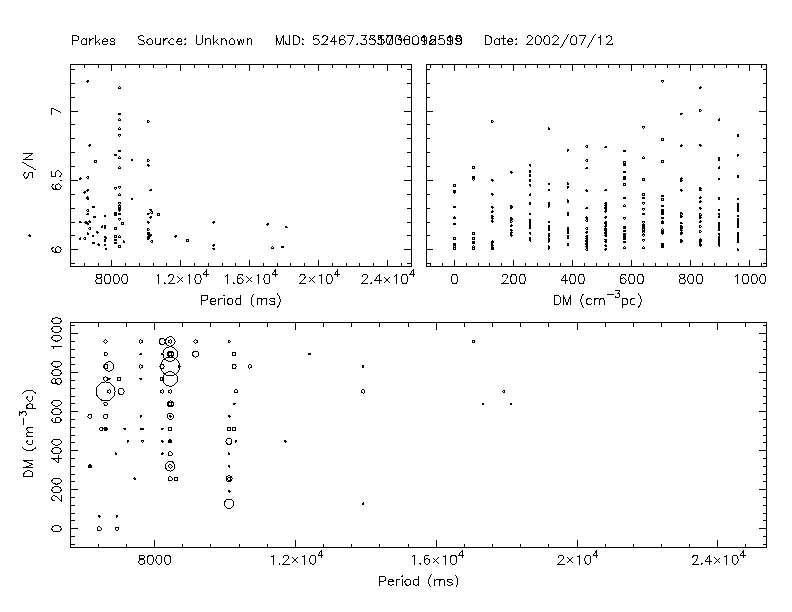 Parkes Source: Unknown MJD: Date: 2002/07/12
S/N
7
6.5
6
8000 1.2×10⁴ 1.6×10⁴ 2×10⁴ 2.4×10⁴
Period (ms)
0 200 400 600 800 1000
DM (cm⁻³pc)
DM (cm⁻³pc)
1000
800
600
400
200
0
8000 1.2×10⁴ 1.6×10⁴ 2×10⁴ 2.4×10⁴
Period (ms)